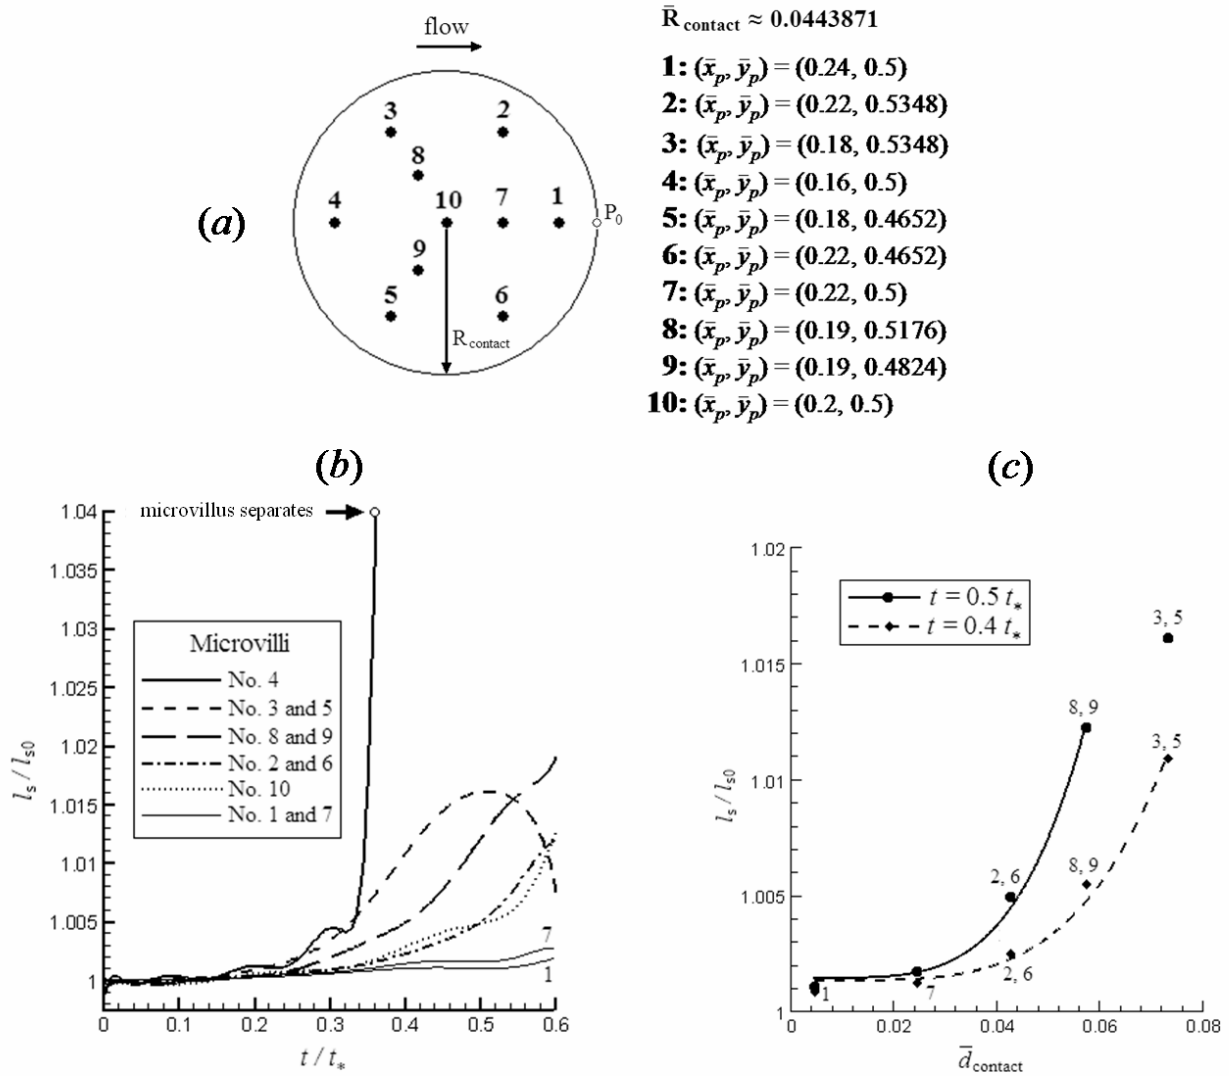 flow
3
2
8
4
10
7
1
P₀
9
5
6
R contact
(a)
R̄ contact ≈ 0.0443871
1: (x̄p, ȳp) = (0.24, 0.5)
2: (x̄p, ȳp) = (0.22, 0.5348)
3: (x̄p, ȳp) = (0.18, 0.5348)
4: (x̄p, ȳp) = (0.16, 0.5)
5: (x̄p, ȳp) = (0.18, 0.4652)
6: (x̄p, ȳp) = (0.22, 0.4652)
7: (x̄p, ȳp) = (0.22, 0.5)
8: (x̄p, ȳp) = (0.19, 0.5176)
9: (x̄p, ȳp) = (0.19, 0.4824)
10: (x̄p, ȳp) = (0.2, 0.5)
(b)
microvillus separates
1.04
1.035
1.03
1.025
1.02
1.015
1.01
1.005
1
ls / ls0
Microvilli
No. 4
No. 3 and 5
No. 8 and 9
No. 2 and 6
No. 10
No. 1 and 7
7
1
0
0.1
0.2
0.3
0.4
0.5
0.6
t / t*
(c)
1.02
1.015
1.01
1.005
1
ls / ls0
t = 0.5 t*
t = 0.4 t*
3, 5
8, 9
3, 5
2, 6
8, 9
2, 6
1
7
0
0.02
0.04
0.06
0.08
d̄ contact